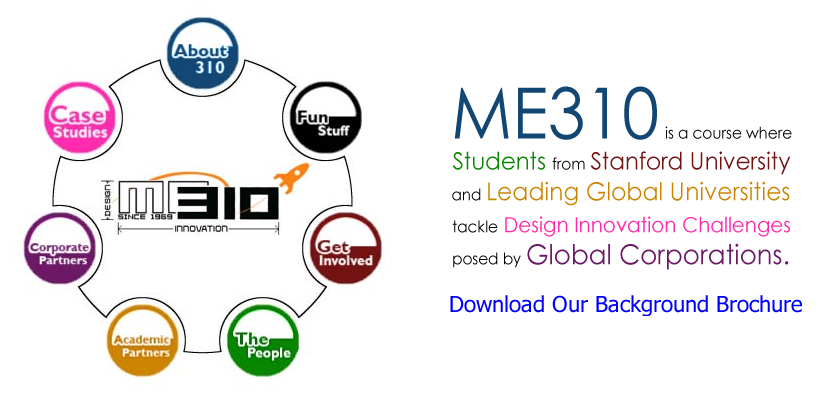 About
310
Case
Studies
Fun
Stuff
DESIGN
ME310
SINCE 1969
INNOVATION
Corporate
Partners
Get
Involved
Academic
Partners
The
People
ME310 is a course where
Students from Stanford University
and Leading Global Universities
tackle Design Innovation Challenges
posed by Global Corporations.
Download Our Background Brochure